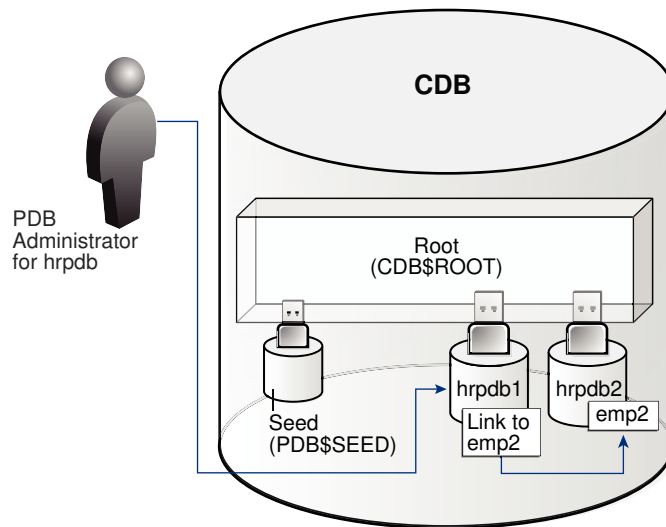 CDB
PDB
Administrator
for hrpdb
Root
(CDB$ROOT)
Seed
(PDB$SEED)
hrpdb1
Link to
emp2
hrpdb2
emp2